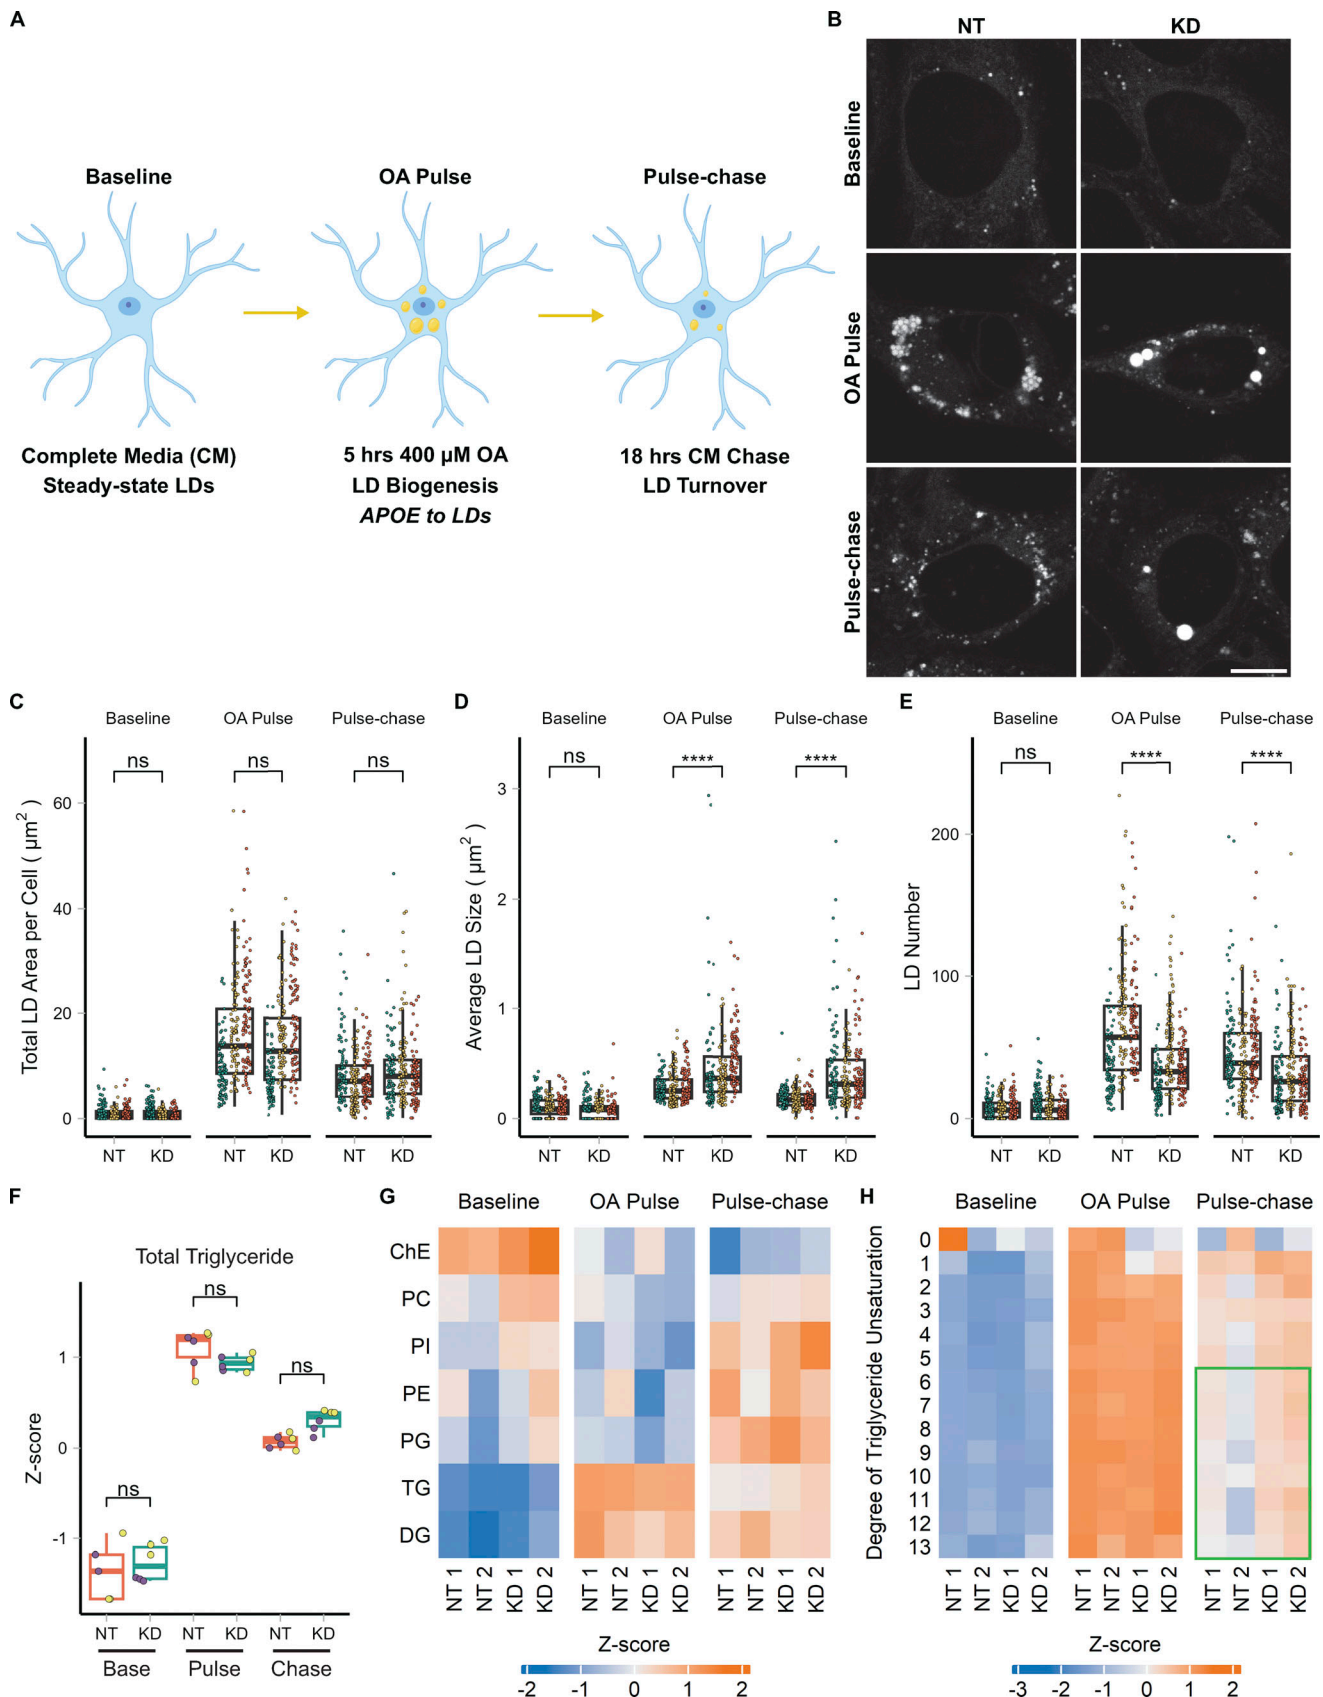 A
Baseline
OA Pulse
Pulse-chase
Complete Media (CM)
Steady-state LDs
5 hrs 400 µM OA
LD Biogenesis
APOE to LDs
18 hrs CM Chase
LD Turnover
B
NT
KD
Baseline
OA Pulse
Pulse-chase
C
Baseline
OA Pulse
Pulse-chase
ns
ns
ns
Total LD Area per Cell ( µm²)
60
40
20
0
NT
KD
NT
KD
NT
KD
D
Baseline
OA Pulse
Pulse-chase
ns
****
****
Average LD Size ( µm²)
3
2
1
0
NT
KD
NT
KD
NT
KD
E
Baseline
OA Pulse
Pulse-chase
ns
****
****
LD Number
200
100
0
NT
KD
NT
KD
NT
KD
F
Total Triglyceride
ns
ns
ns
Z-score
1
0
-1
NT
KD
NT
KD
NT
KD
Base
Pulse
Chase
G
Baseline
OA Pulse
Pulse-chase
ChE
PC
PI
PE
PG
TG
DG
NT 1
NT 2
KD 1
KD 2
NT 1
NT 2
KD 1
KD 2
NT 1
NT 2
KD 1
KD 2
Z-score
-2
-1
0
1
2
H
Baseline
OA Pulse
Pulse-chase
Degree of Triglyceride Unsaturation
0
1
2
3
4
5
6
7
8
9
10
11
12
13
NT 1
NT 2
KD 1
KD 2
NT 1
NT 2
KD 1
KD 2
NT 1
NT 2
KD 1
KD 2
Z-score
-3
-2
-1
0
1
2